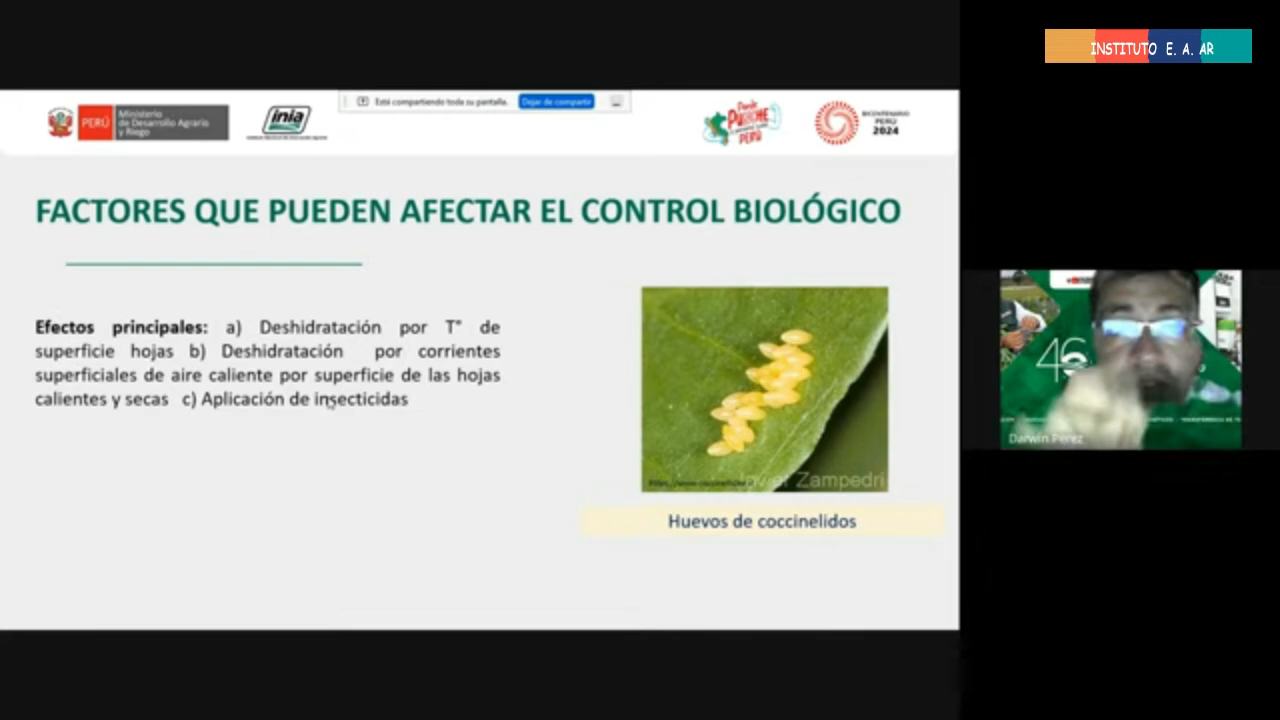 INSTITUTO E. A. AR
PERÚ
Ministerio
de Desarrollo Agrario
y Riego
inia
Está compartiendo toda su pantalla.
Dejar de compartir
PERÚ
BICENTENARIO
PERÚ
2024
FACTORES QUE PUEDEN AFECTAR EL CONTROL BIOLÓGICO
Efectos principales: a) Deshidratación por T° de
superficie hojas b) Deshidratación por corrientes
superficiales de aire caliente por superficie de las hojas
calientes y secas c) Aplicación de insecticidas
Zampedri
Huevos de coccinelidos
Darwin Perez